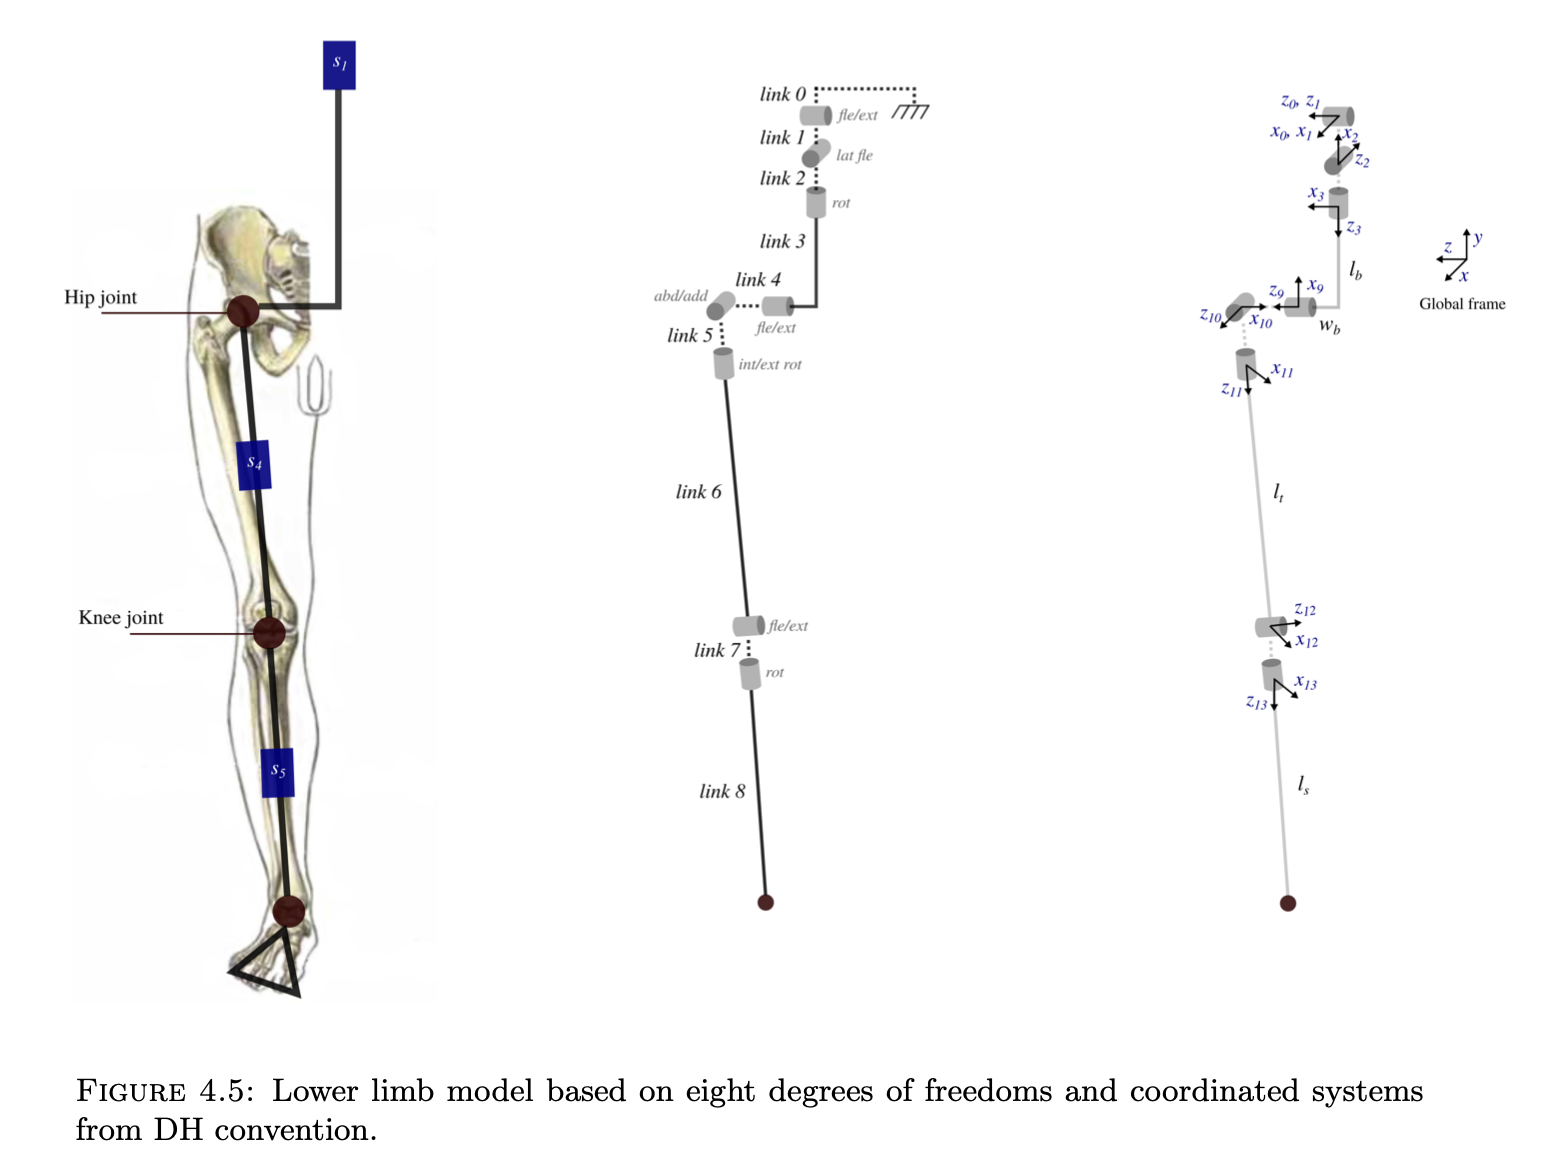 s1
Hip joint
s4
Knee joint
s5
link 0
fle/ext
link 1
lat fle
link 2
rot
link 3
link 4
abd/add
fle/ext
link 5
int/ext rot
link 6
fle/ext
link 7
rot
link 8
z0, z1
x0, x1
x2
z2
x3
z3
lb
z9
x9
z10
x10
wb
x11
z11
lt
z12
x12
x13
z13
ls
y
z
x
Global frame
FIGURE 4.5: Lower limb model based on eight degrees of freedoms and coordinated systems
from DH convention.